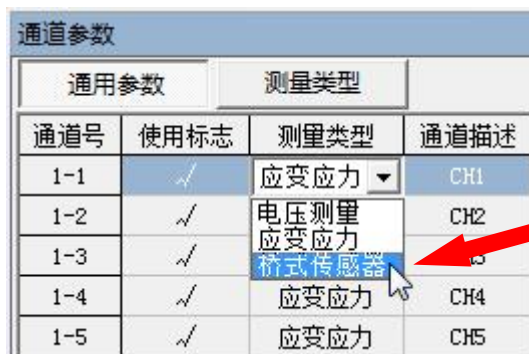 通道参数
通用参数 测量类型
通道号 使用标志 测量类型 通道描述
1-1 √ 应变应力 CH1
1-2 √ 电压测量 CH2
应变应力
1-3 √ 桥式传感器
1-4 √ 应变应力 CH4
1-5 √ 应变应力 CH5